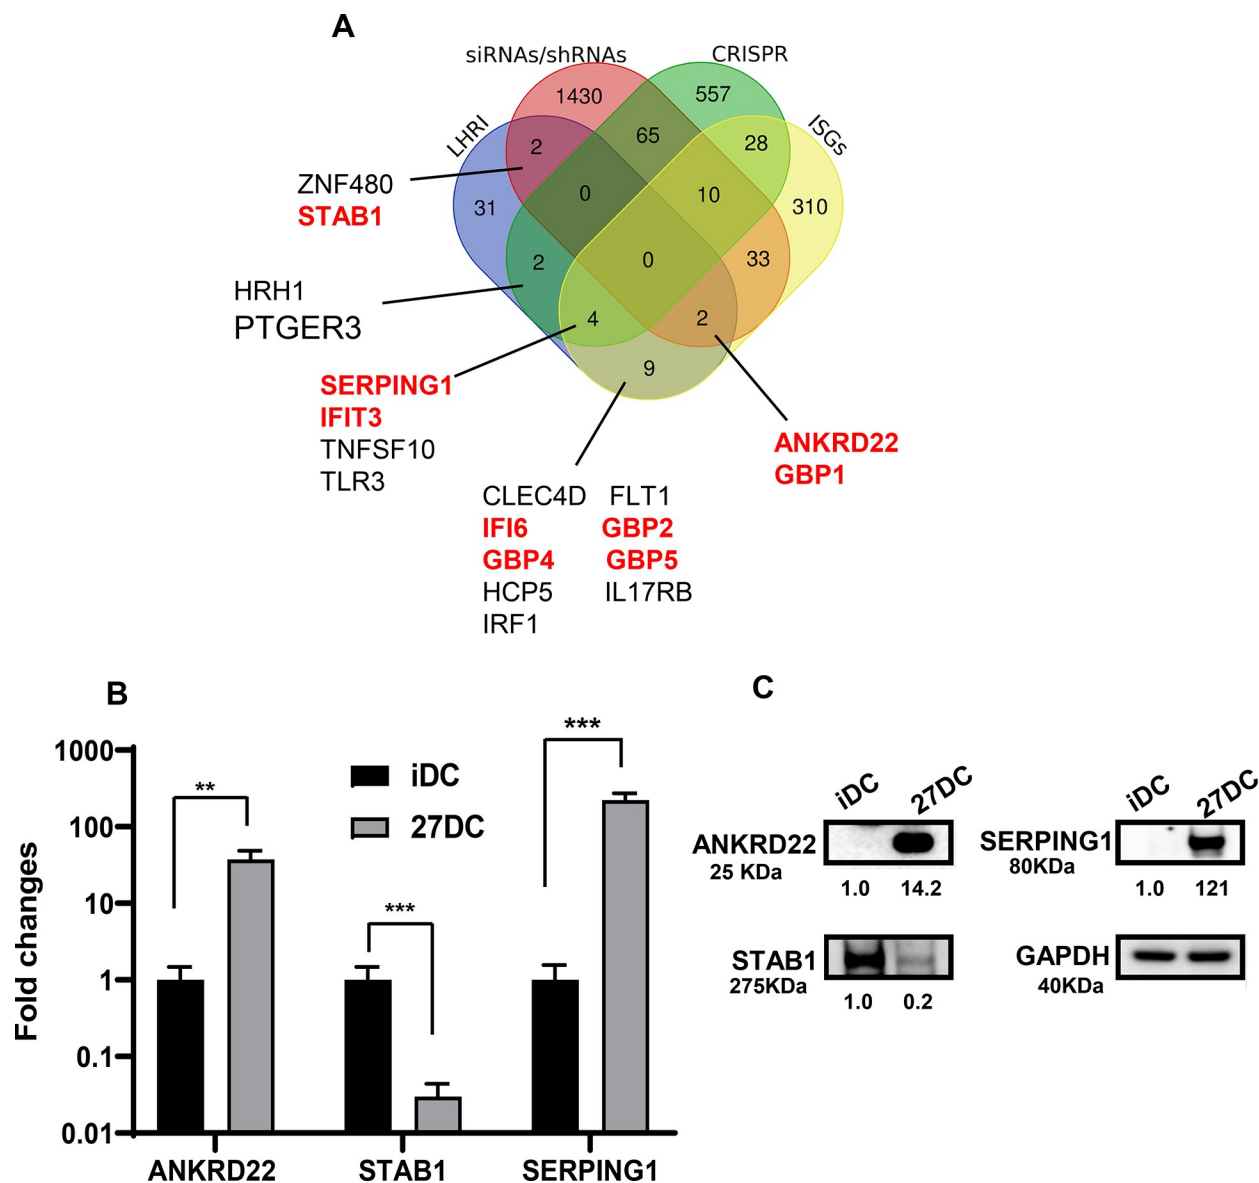 A
siRNAs/shRNAs
CRISPR
LHRI
ISGs
1430
557
2
65
28
31
0
10
310
2
0
33
4
2
9
ZNF480
STAB1
HRH1
PTGER3
SERPING1
IFIT3
TNFSF10
TLR3
ANKRD22
GBP1
CLEC4D FLT1
IFI6 GBP2
GBP4 GBP5
HCP5 IL17RB
IRF1
B
Fold changes
1000
100
10
1
0.1
0.01
**
***
***
iDC
27DC
ANKRD22 STAB1 SERPING1
C
iDC 27DC
ANKRD22
25 KDa
1.0 14.2
STAB1
275KDa
1.0 0.2
iDC 27DC
SERPING1
80KDa
1.0 121
GAPDH
40KDa